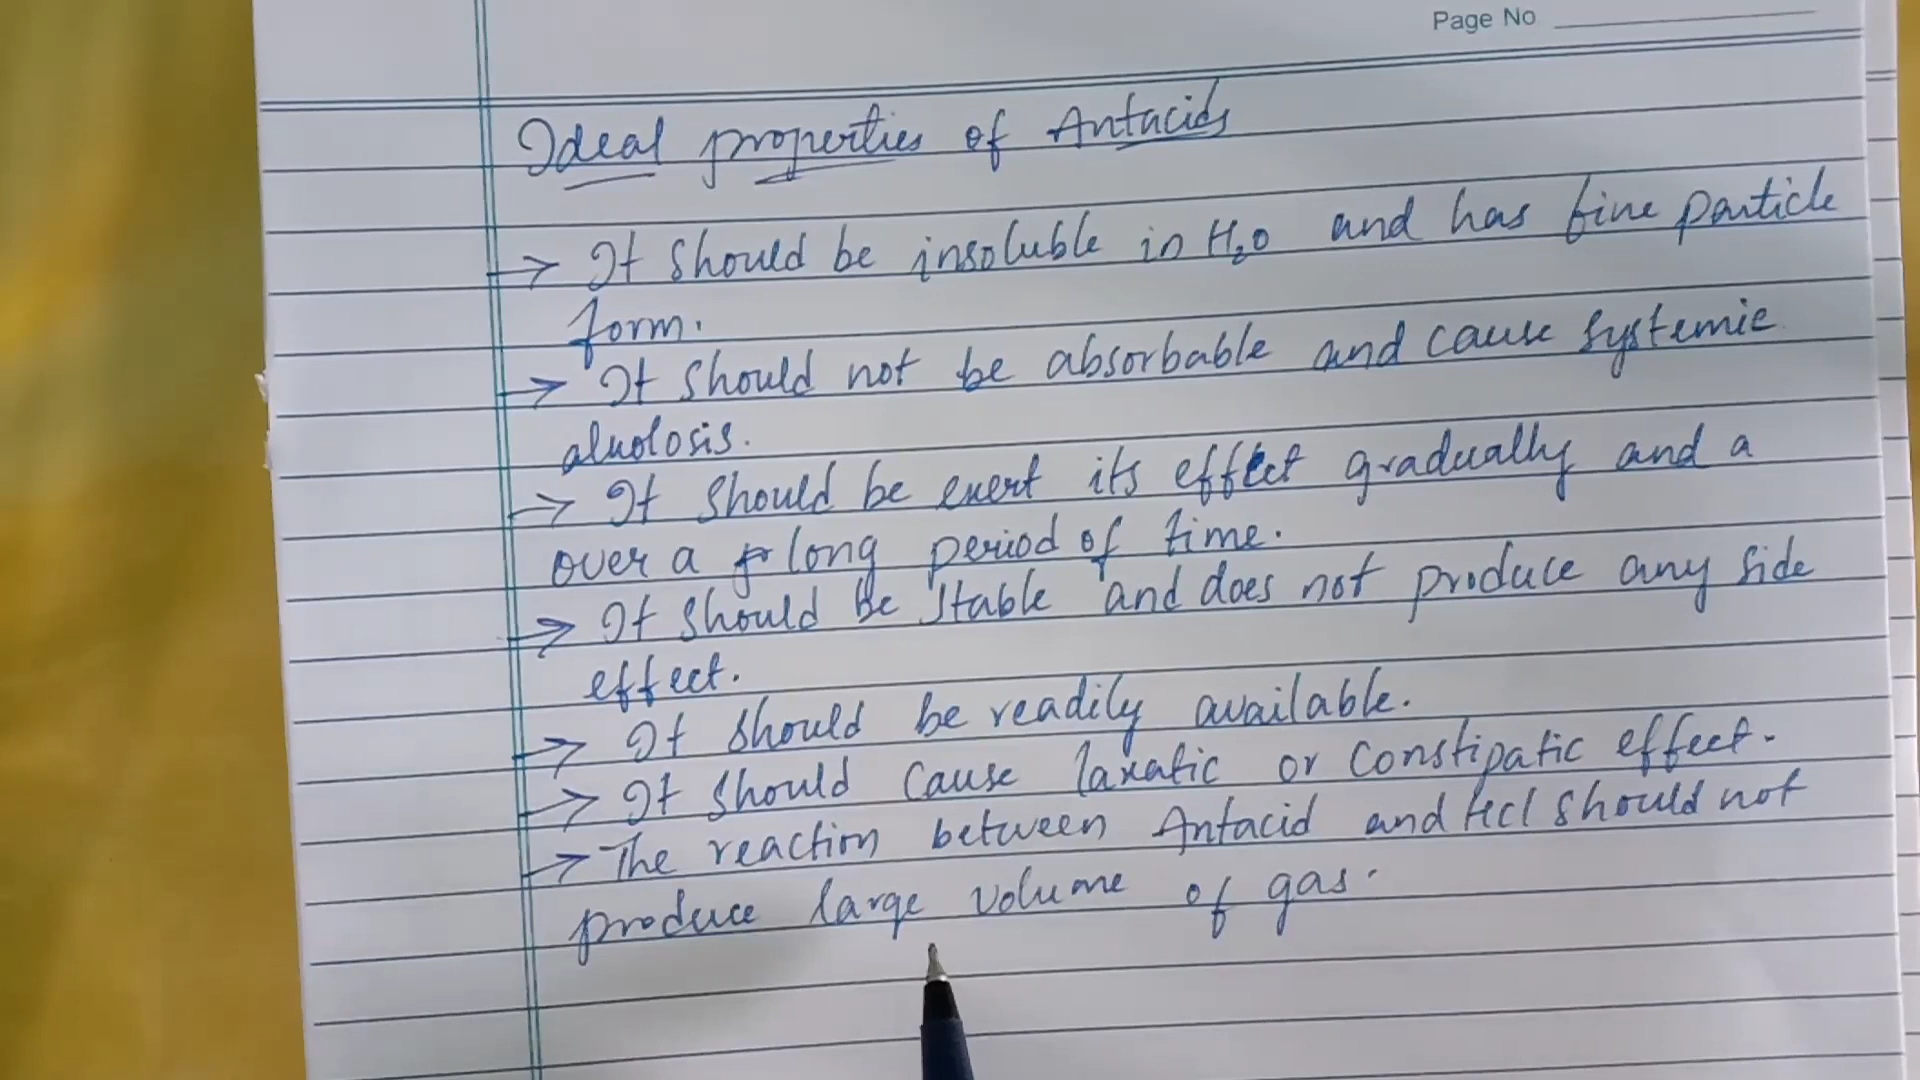 Page No
Ideal properties of Antacids
→ It should be insoluble in H₂O and has fine particle
form.
→ It should not be absorbable and cause systemic
alkolosis.
→ It should be exert its effect gradually and a
over a long period of time.
→ It should be stable and does not produce any side
effect.
→ It should be readily available.
→ It should cause laxatic or constipatic effect.
→ The reaction between Antacid and Hcl should not
produce large volume of gas.